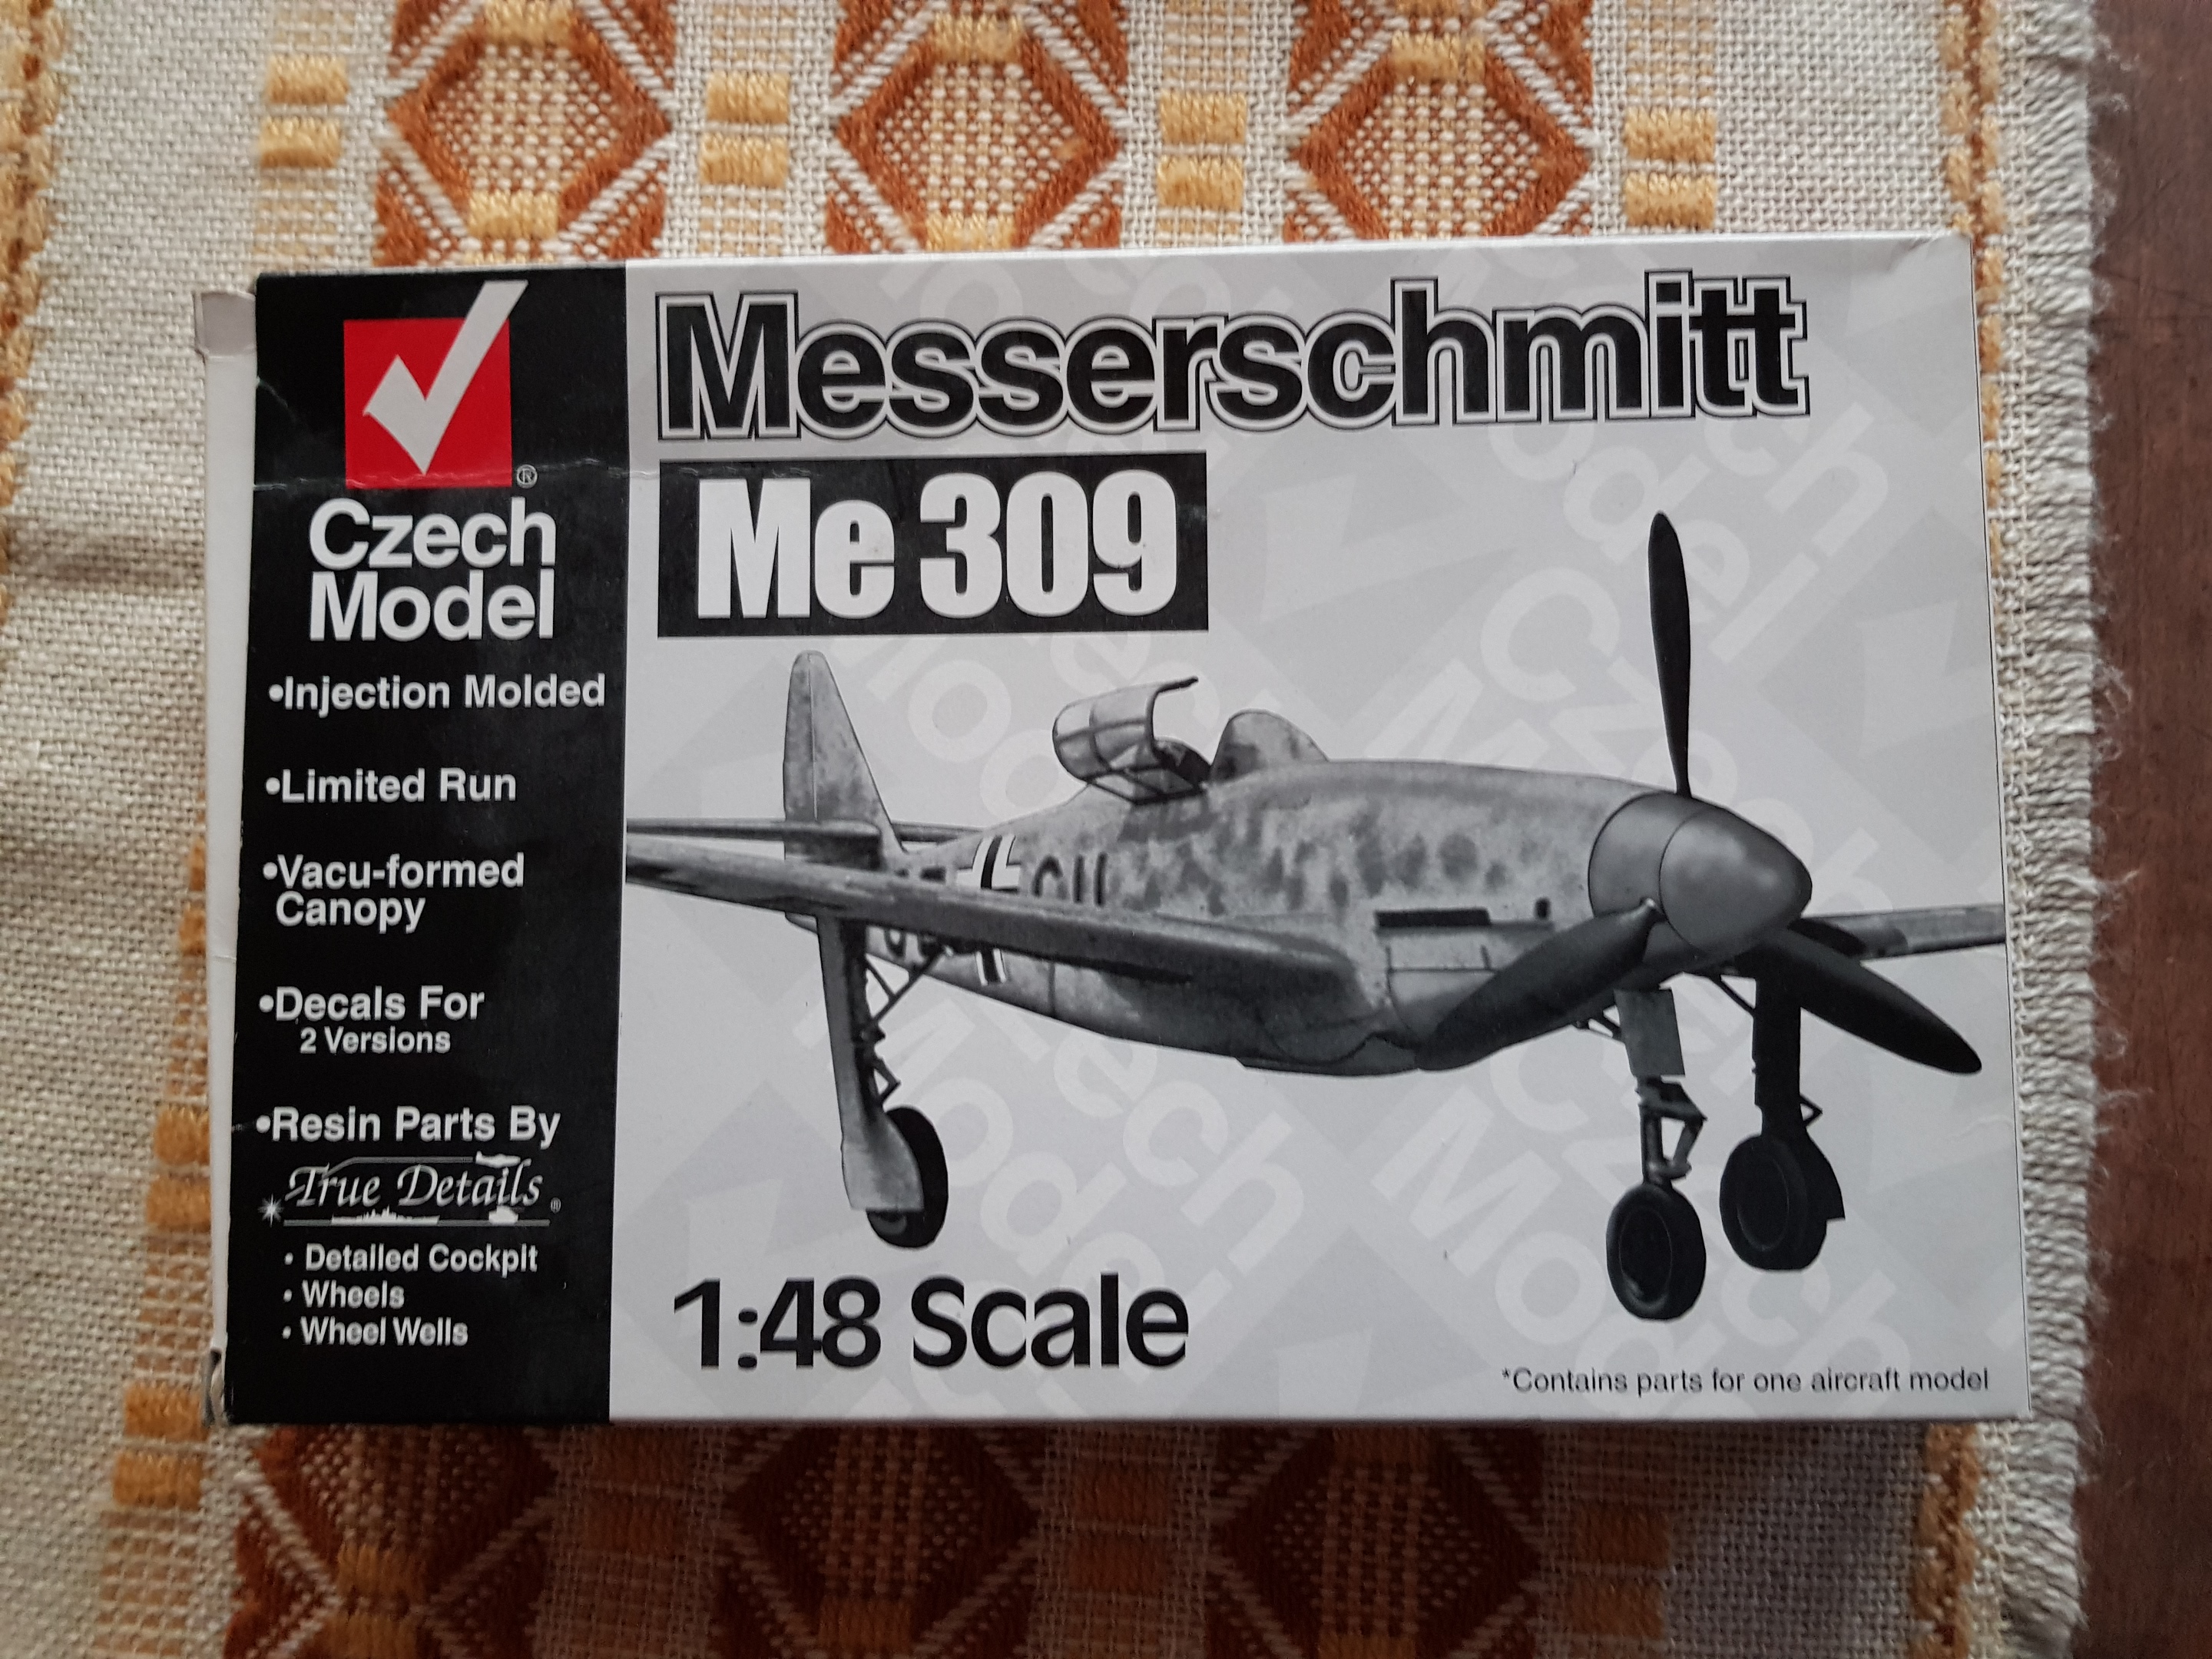 Czech
Model
®
•Injection Molded
•Limited Run
•Vacu-formed
Canopy
•Decals For
2 Versions
•Resin Parts By
True Details ®
• Detailed Cockpit
• Wheels
• Wheel Wells
Messerschmitt
Me 309
1:48 Scale
*Contains parts for one aircraft model